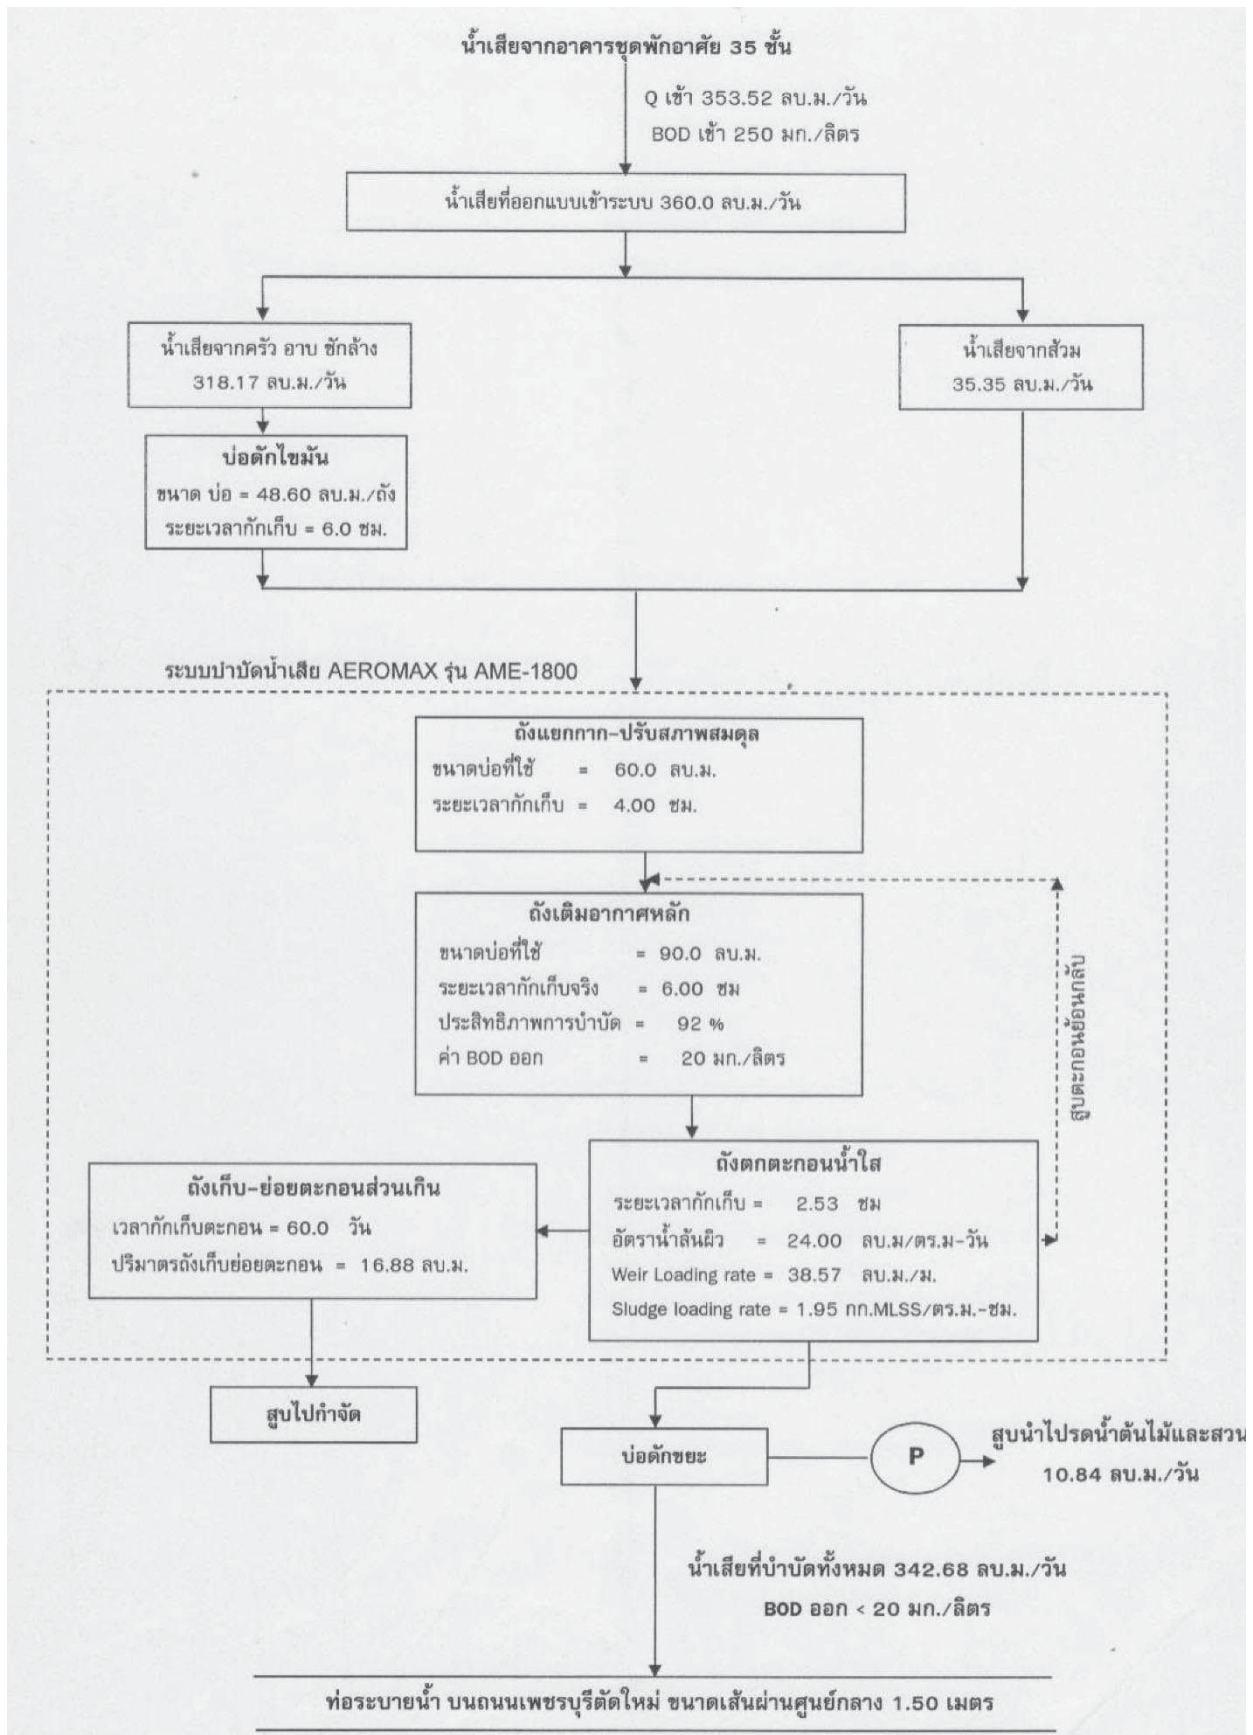 น้ำเสียจากอาคารชุดพักอาศัย 35 ชั้น
Q เข้า 353.52 ลบ.ม./วัน
BOD เข้า 250 มก./ลิตร
น้ำเสียที่ออกแบบเข้าระบบ 360.0 ลบ.ม./วัน
น้ำเสียจากครัว อาบ ซักล้าง
318.17 ลบ.ม./วัน
น้ำเสียจากส้วม
35.35 ลบ.ม./วัน
บ่อดักไขมัน
ขนาด บ่อ = 48.60 ลบ.ม./ถัง
ระยะเวลากักเก็บ = 6.0 ชม.
ระบบบำบัดน้ำเสีย AEROMAX รุ่น AME-1800
ถังแยกกาก-ปรับสภาพสมดุล
ขนาดบ่อที่ใช้ = 60.0 ลบ.ม.
ระยะเวลากักเก็บ = 4.00 ชม.
ถังเติมอากาศหลัก
ขนาดบ่อที่ใช้ = 90.0 ลบ.ม.
ระยะเวลากักเก็บจริง = 6.00 ชม
ประสิทธิภาพการบำบัด = 92 %
ค่า BOD ออก = 20 มก./ลิตร
สูบตะกอนย้อนกลับ
ถังตกตะกอนน้ำใส
ระยะเวลากักเก็บ = 2.53 ชม
อัตราน้ำล้นผิว = 24.00 ลบ.ม/ตร.ม-วัน
Weir Loading rate = 38.57 ลบ.ม./ม.
Sludge loading rate = 1.95 กก.MLSS/ตร.ม.-ชม.
ถังเก็บ-ย่อยตะกอนส่วนเกิน
เวลากักเก็บตะกอน = 60.0 วัน
ปริมาตรถังเก็บย่อยตะกอน = 16.88 ลบ.ม.
สูบไปกำจัด
บ่อดักขยะ
P
สูบนำไปรดน้ำต้นไม้และสวน
10.84 ลบ.ม./วัน
น้ำเสียที่บำบัดทั้งหมด 342.68 ลบ.ม./วัน
BOD ออก < 20 มก./ลิตร
ท่อระบายน้ำ บนถนนเพชรบุรีตัดใหม่ ขนาดเส้นผ่านศูนย์กลาง 1.50 เมตร